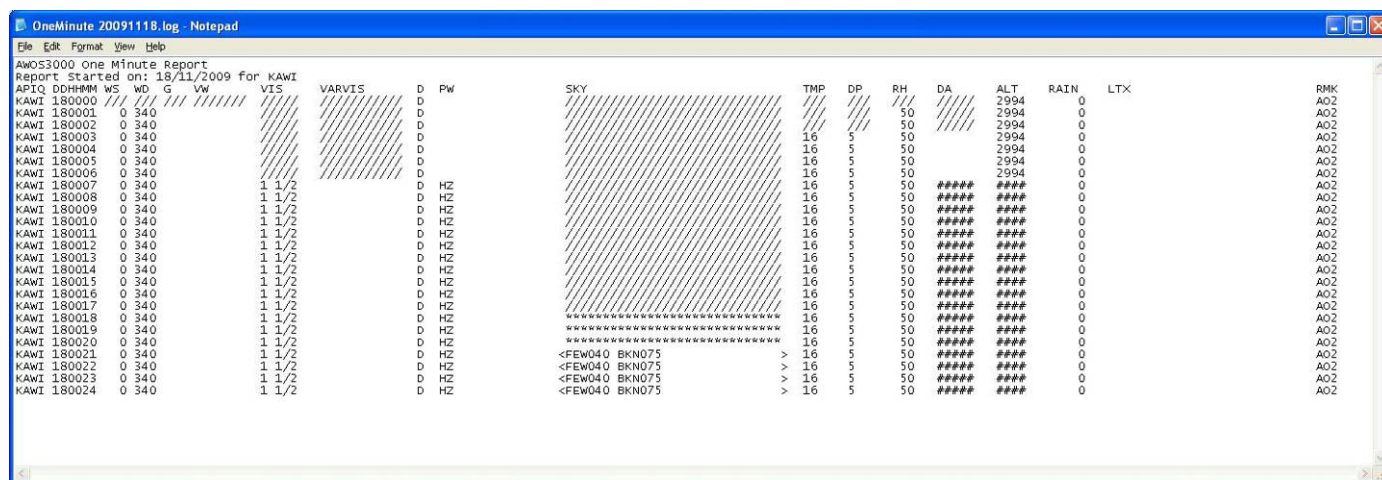 OneMinute 20091118.log - Notepad
File Edit Format View Help
AWOS3000 One Minute Report
Report Started on: 18/11/2009 for KAWI
APIQ DDHHMM WS WD G VW VIS VARVIS D PW SKY TMP DP RH DA ALT RAIN LTX RMK
KAWI 180000 /// /// /// /////// ///// /////////// D ///////////////////////////// /// /// /// ///// 2994 0 AO2
KAWI 180001 0 340 ///// /////////// D ///////////////////////////// /// /// 50 ///// 2994 0 AO2
KAWI 180002 0 340 ///// /////////// D ///////////////////////////// /// /// 50 ///// 2994 0 AO2
KAWI 180003 0 340 ///// /////////// D ///////////////////////////// 16 5 50 2994 0 AO2
KAWI 180004 0 340 ///// /////////// D ///////////////////////////// 16 5 50 2994 0 AO2
KAWI 180005 0 340 ///// /////////// D ///////////////////////////// 16 5 50 2994 0 AO2
KAWI 180006 0 340 ///// /////////// D ///////////////////////////// 16 5 50 2994 0 AO2
KAWI 180007 0 340 1 1/2 D HZ ///////////////////////////// 16 5 50 ##### #### 0 AO2
KAWI 180008 0 340 1 1/2 D HZ ///////////////////////////// 16 5 50 ##### #### 0 AO2
KAWI 180009 0 340 1 1/2 D HZ ///////////////////////////// 16 5 50 ##### #### 0 AO2
KAWI 180010 0 340 1 1/2 D HZ ///////////////////////////// 16 5 50 ##### #### 0 AO2
KAWI 180011 0 340 1 1/2 D HZ ///////////////////////////// 16 5 50 ##### #### 0 AO2
KAWI 180012 0 340 1 1/2 D HZ ///////////////////////////// 16 5 50 ##### #### 0 AO2
KAWI 180013 0 340 1 1/2 D HZ ///////////////////////////// 16 5 50 ##### #### 0 AO2
KAWI 180014 0 340 1 1/2 D HZ ///////////////////////////// 16 5 50 ##### #### 0 AO2
KAWI 180015 0 340 1 1/2 D HZ ///////////////////////////// 16 5 50 ##### #### 0 AO2
KAWI 180016 0 340 1 1/2 D HZ ///////////////////////////// 16 5 50 ##### #### 0 AO2
KAWI 180017 0 340 1 1/2 D HZ ///////////////////////////// 16 5 50 ##### #### 0 AO2
KAWI 180018 0 340 1 1/2 D HZ ***************************** 16 5 50 ##### #### 0 AO2
KAWI 180019 0 340 1 1/2 D HZ ***************************** 16 5 50 ##### #### 0 AO2
KAWI 180020 0 340 1 1/2 D HZ ***************************** 16 5 50 ##### #### 0 AO2
KAWI 180021 0 340 1 1/2 D HZ <FEW040 BKN075 > 16 5 50 ##### #### 0 AO2
KAWI 180022 0 340 1 1/2 D HZ <FEW040 BKN075 > 16 5 50 ##### #### 0 AO2
KAWI 180023 0 340 1 1/2 D HZ <FEW040 BKN075 > 16 5 50 ##### #### 0 AO2
KAWI 180024 0 340 1 1/2 D HZ <FEW040 BKN075 > 16 5 50 ##### #### 0 AO2